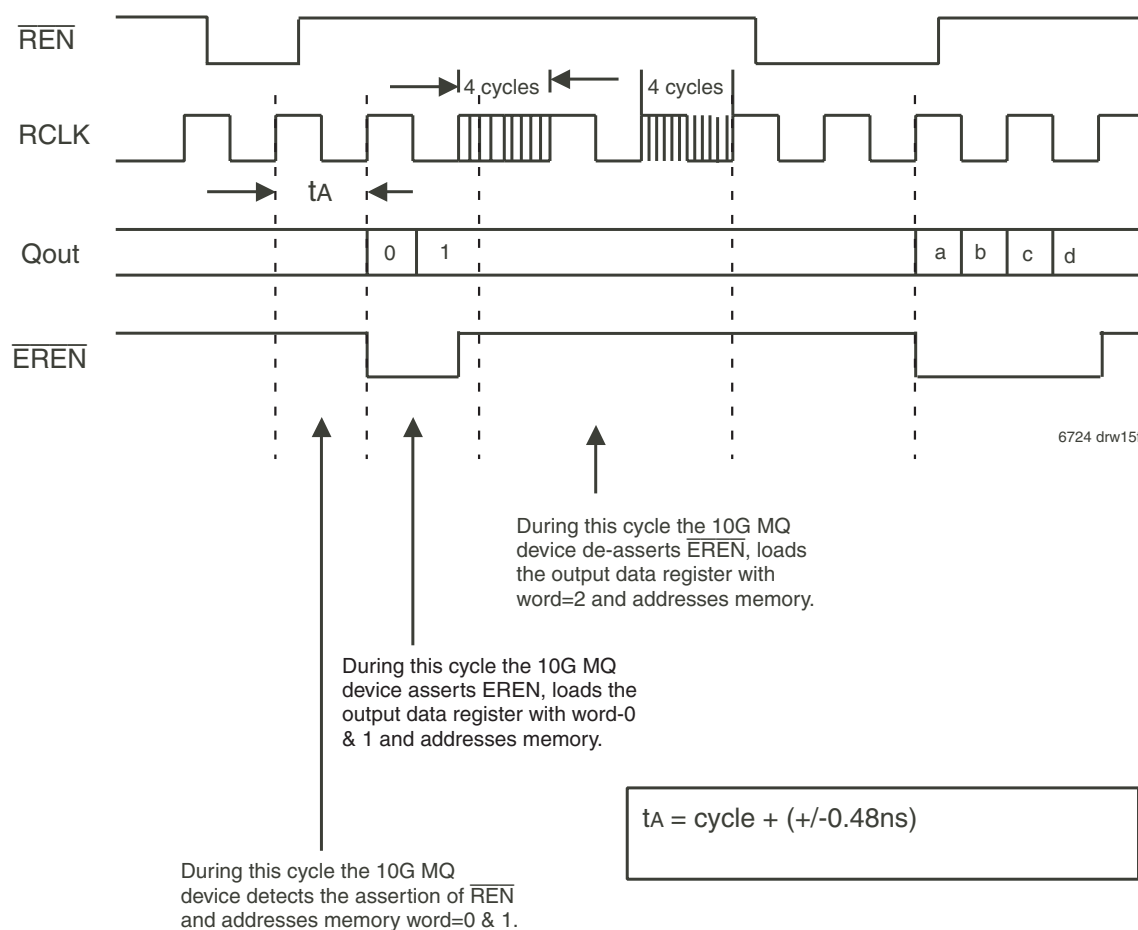 REN
4 cycles 4 cycles
RCLK
tA
Qout 0 1 a b c d
EREN
6724 drw15
During this cycle the 10G MQ
device de-asserts EREN, loads
the output data register with
word=2 and addresses memory.
During this cycle the 10G MQ
device asserts EREN, loads the
output data register with word-0
& 1 and addresses memory.
tA = cycle + (+/-0.48ns)
During this cycle the 10G MQ
device detects the assertion of REN
and addresses memory word=0 & 1.